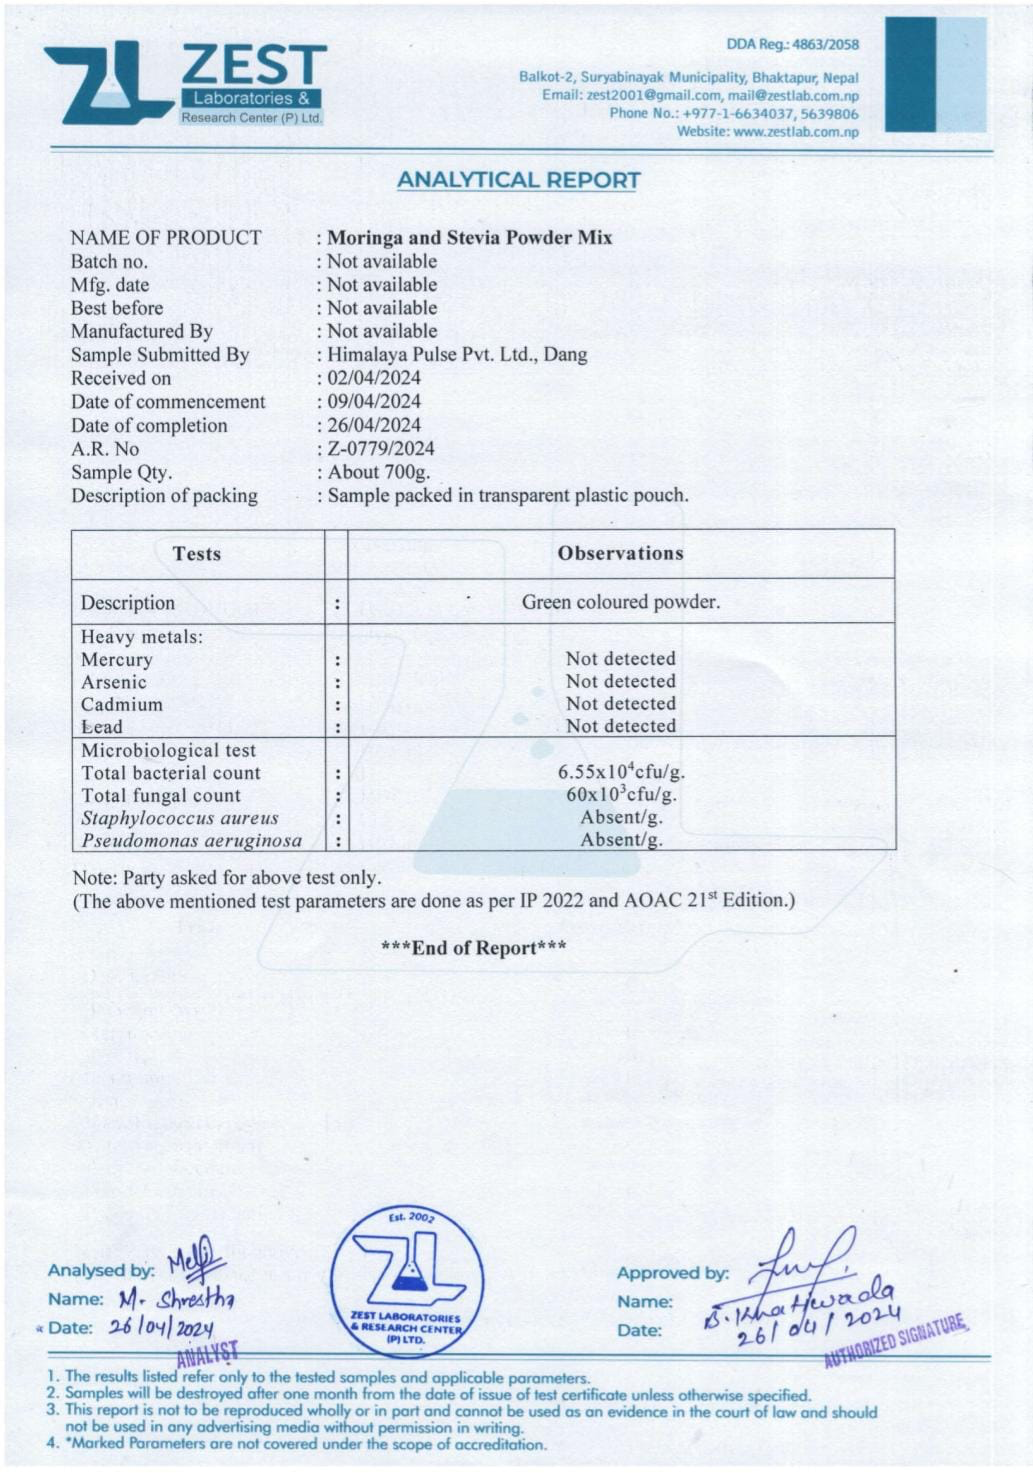 ZEST
Laboratories &
Research Center (P) Ltd.
DDA Reg.: 4863/2058
Balkot-2, Suryabinayak Municipality, Bhaktapur, Nepal
Email: zest2001@gmail.com, mail@zestlab.com.np
Phone No.: +977-1-6634037, 5639806
Website: www.zestlab.com.np
ANALYTICAL REPORT
NAME OF PRODUCT : Moringa and Stevia Powder Mix
Batch no. : Not available
Mfg. date : Not available
Best before : Not available
Manufactured By : Not available
Sample Submitted By : Himalaya Pulse Pvt. Ltd., Dang
Received on : 02/04/2024
Date of commencement : 09/04/2024
Date of completion : 26/04/2024
A.R. No : Z-0779/2024
Sample Qty. : About 700g.
Description of packing : Sample packed in transparent plastic pouch.
Tests Observations
Description : Green coloured powder.
Heavy metals:
Mercury : Not detected
Arsenic : Not detected
Cadmium : Not detected
Lead : Not detected
Microbiological test
Total bacterial count : 6.55x10⁴cfu/g.
Total fungal count : 60x10³cfu/g.
Staphylococcus aureus : Absent/g.
Pseudomonas aeruginosa : Absent/g.
Note: Party asked for above test only.
(The above mentioned test parameters are done as per IP 2022 and AOAC 21st Edition.)
***End of Report***
Analysed by:
Name: M. Shrestha
Date: 26/04/2024
ANALYST
Est. 2002
ZEST LABORATORIES
& RESEARCH CENTER
(P) LTD.
Approved by:
Name: B. Khatiwada
Date: 26/04/2024
AUTHORIZED SIGNATURE
1. The results listed refer only to the tested samples and applicable parameters.
2. Samples will be destroyed after one month from the date of issue of test certificate unless otherwise specified.
3. This report is not to be reproduced wholly or in part and cannot be used as an evidence in the court of law and should
not be used in any advertising media without permission in writing.
4. *Marked Parameters are not covered under the scope of accreditation.